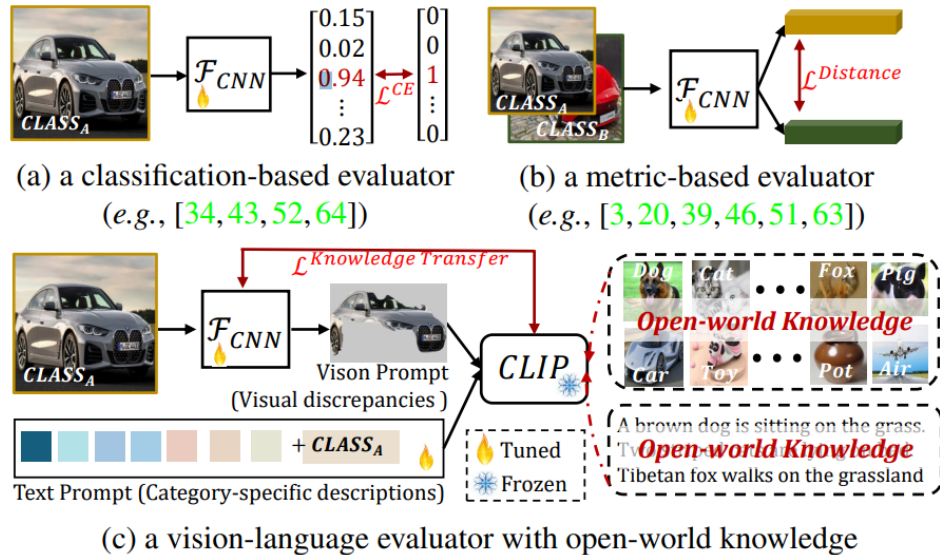 CLASS_A
F_CNN
0.15
0.02
0.94
⋮
0.23
L^CE
0
0
1
⋮
0
(a) a classification-based evaluator
(e.g., [34, 43, 52, 64])
CLASS_A
CLASS_B
F_CNN
L^Distance
(b) a metric-based evaluator
(e.g., [3, 20, 39, 46, 51, 63])
L^Knowledge Transfer
CLASS_A
F_CNN
Vison Prompt
(Visual discrepancies )
CLIP
+ CLASS_A
Text Prompt (Category-specific descriptions)
Tuned
Frozen
Dog Cat Fox Pig
Open-world Knowledge
Car Toy Pot Air
A brown dog is sitting on the grass.
Open-world Knowledge
Tibetan fox walks on the grassland
(c) a vision-language evaluator with open-world knowledge